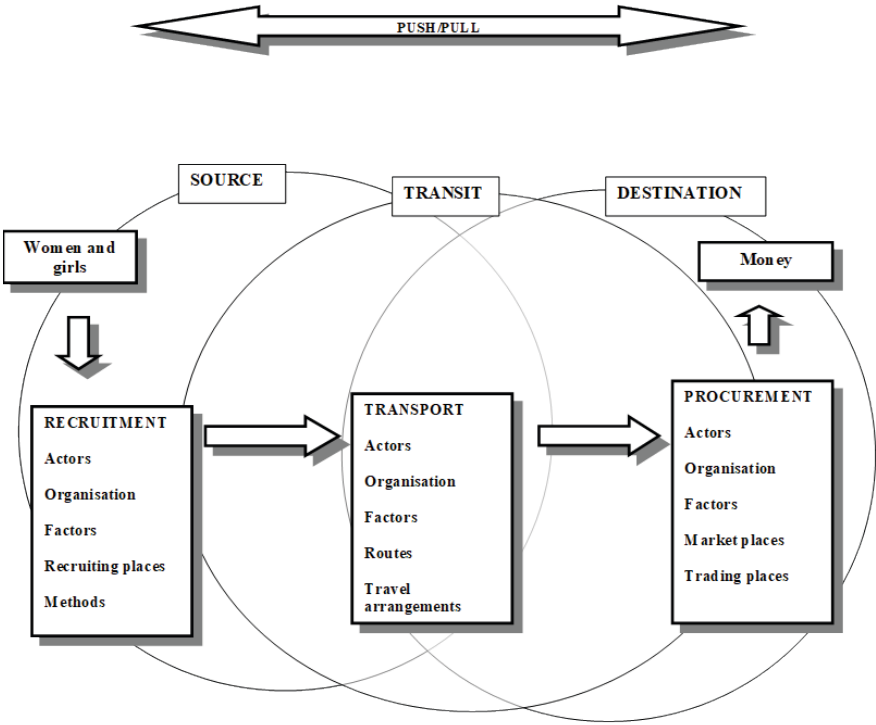 PUSH/PULL
SOURCE
TRANSIT
DESTINATION
Women and
girls
Money
RECRUITMENT
Actors
Organisation
Factors
Recruiting places
Methods
TRANSPORT
Actors
Organisation
Factors
Routes
Travel
arrangements
PROCUREMENT
Actors
Organisation
Factors
Market places
Trading places